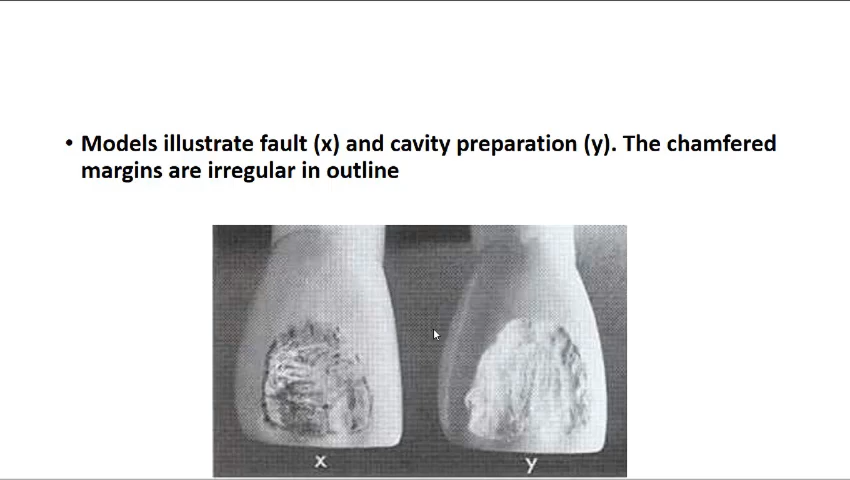 • Models illustrate fault (x) and cavity preparation (y). The chamfered
margins are irregular in outline
x y